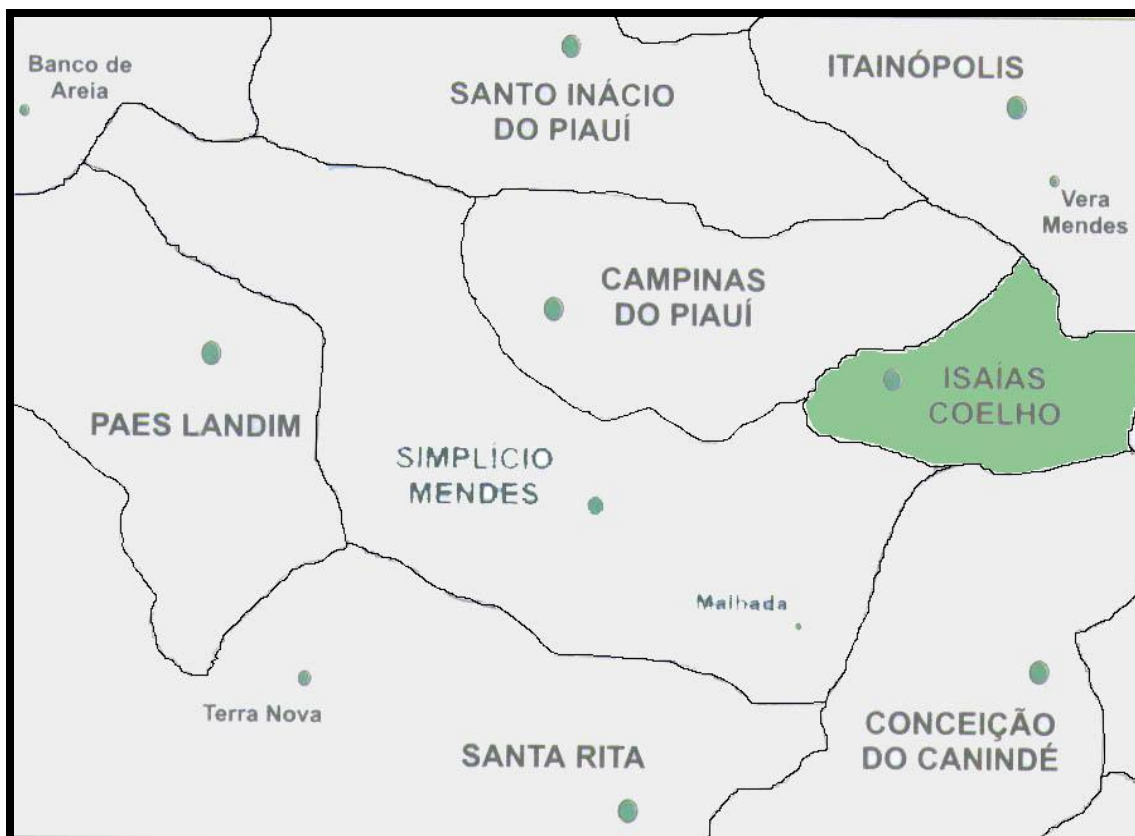 Banco de
Areia
SANTO INÁCIO
DO PIAUÍ
ITAINÓPOLIS
Vera
Mendes
CAMPINAS
DO PIAUÍ
ISAÍAS
COELHO
PAES LANDIM
SIMPLÍCIO
MENDES
Malhada
Terra Nova
SANTA RITA
CONCEIÇÃO
DO CANINDÉ